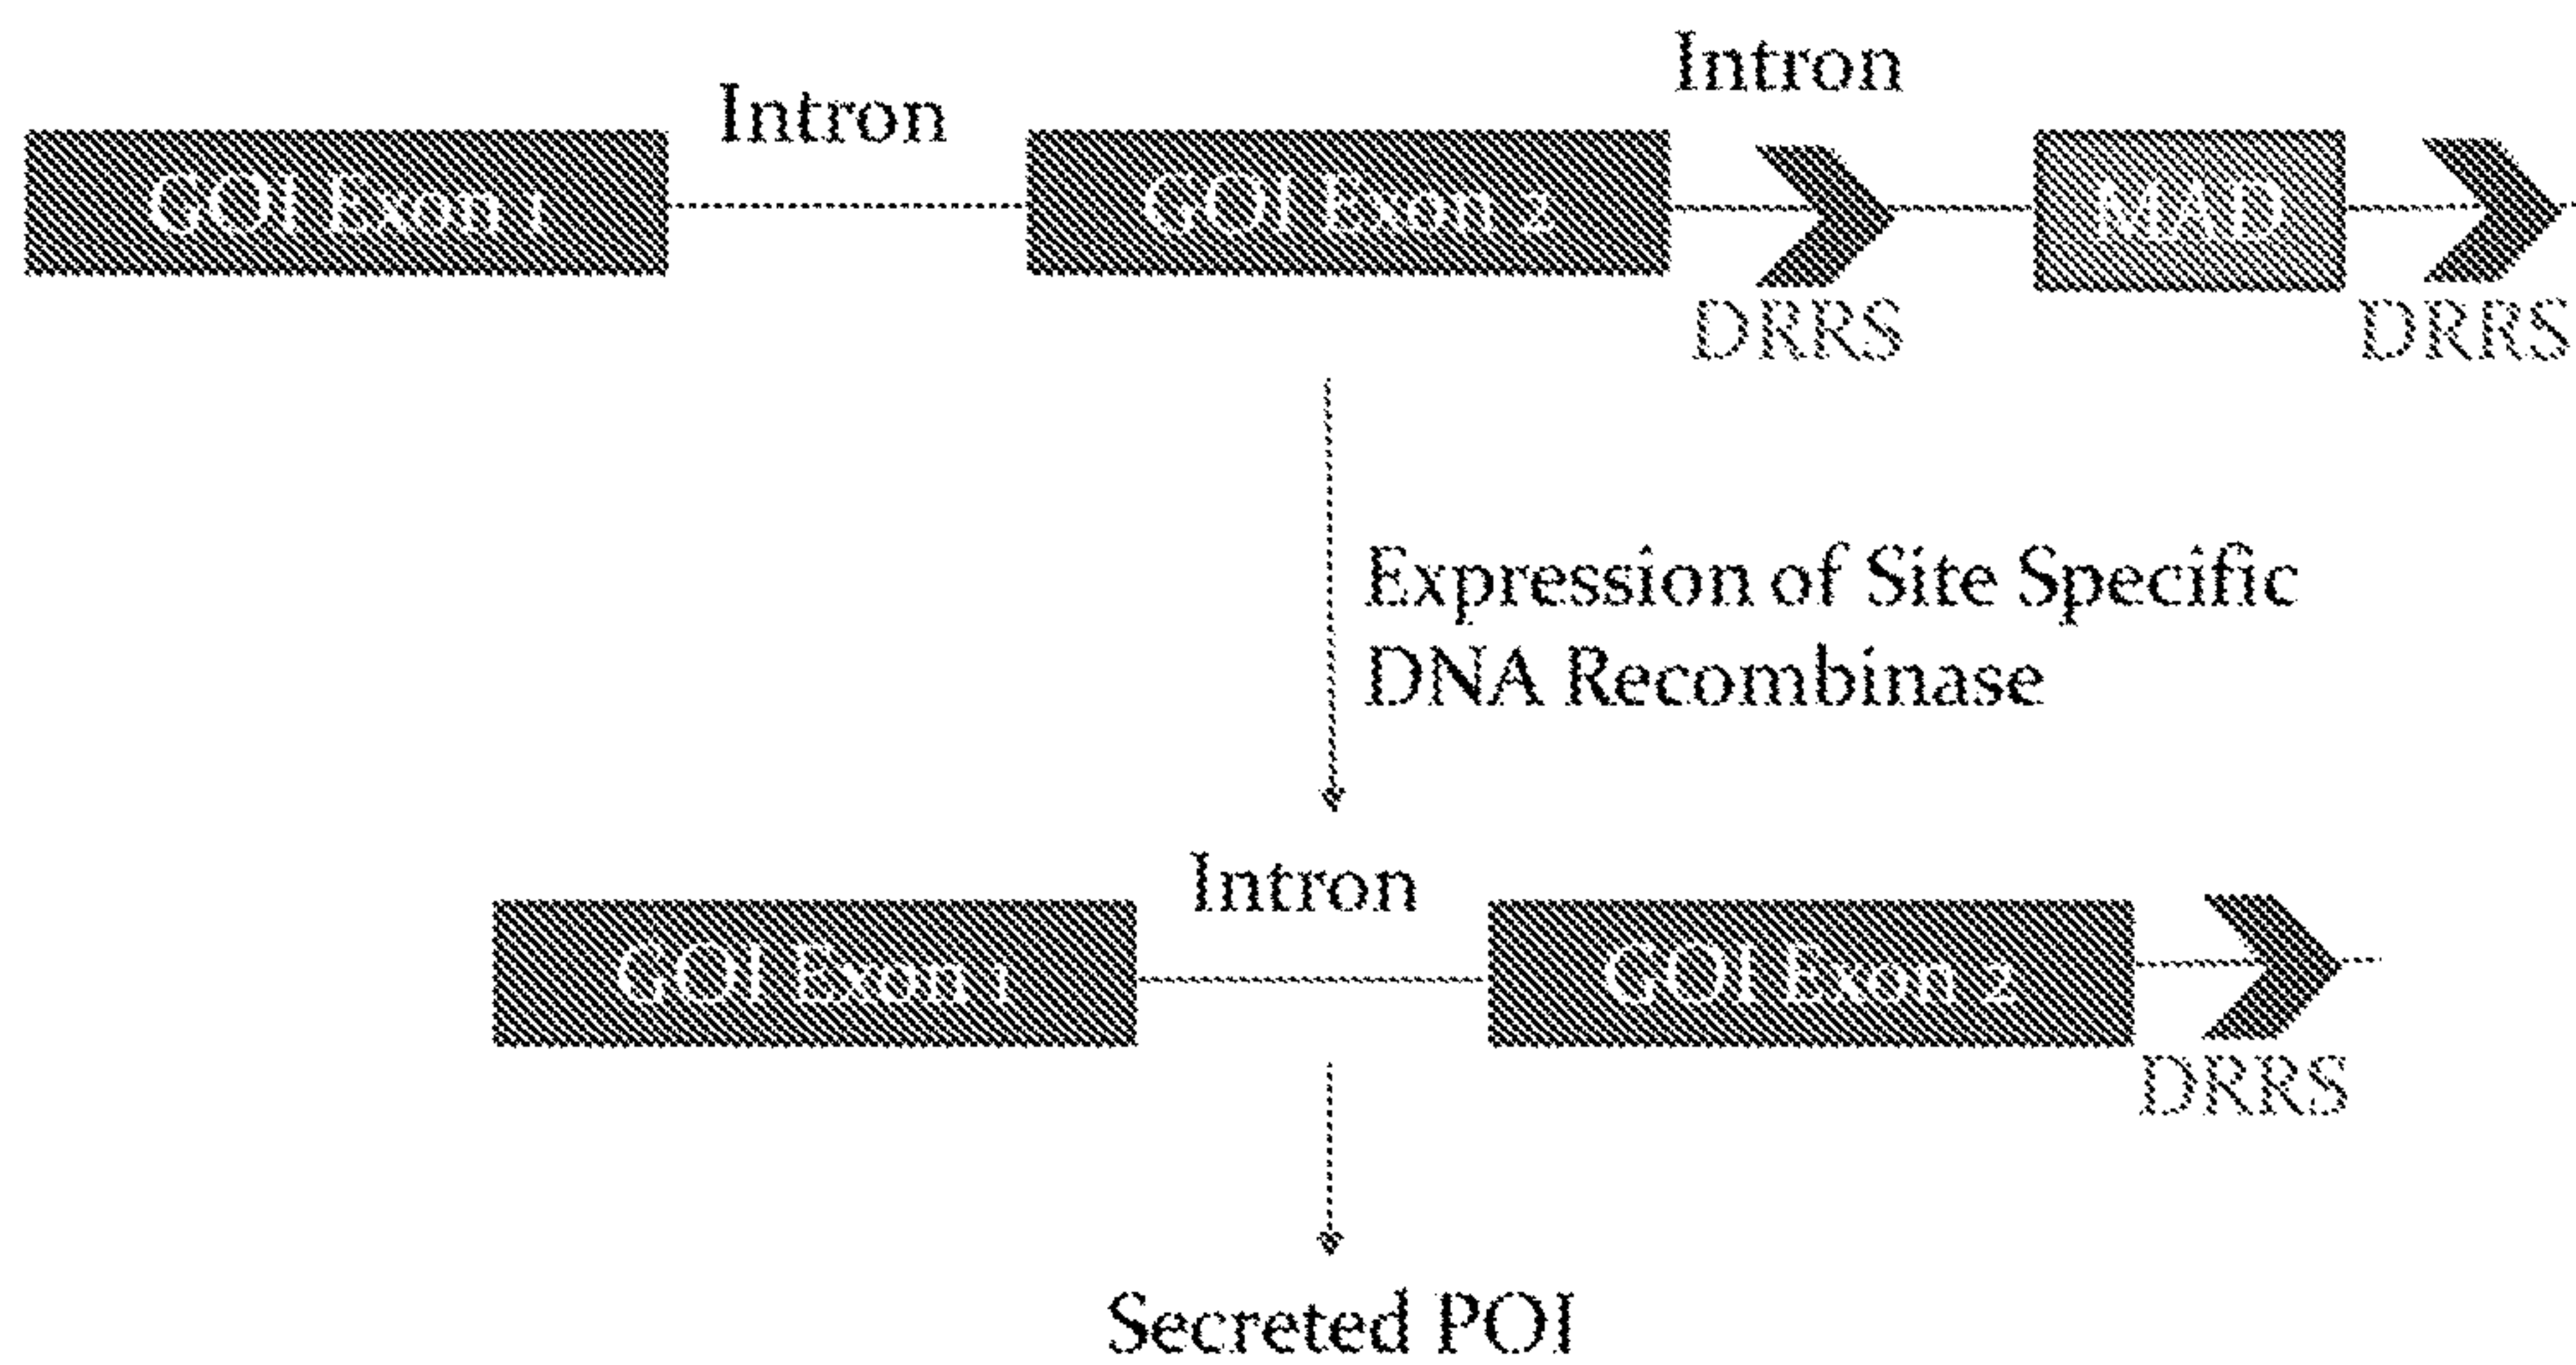 Intron
Intron
GOI Exon 1
GOI Exon 2
MAD
DRRS
DRRS
Expression of Site Specific
DNA Recombinase
Intron
GOI Exon 1
GOI Exon 2
DRRS
Secreted POI